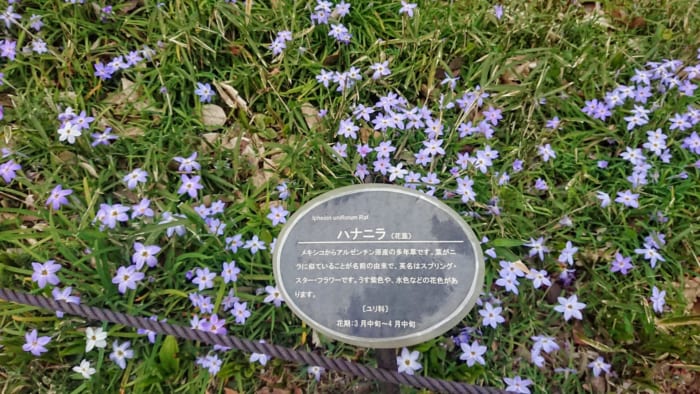 Ipheion uniflorum Raf
ハナニラ〈花韮〉
メキシコからアルゼンチン原産の多年草です。葉がニ
ラに似ていることが名前の由来で、英名はスプリング・
スターフラワーです。うす紫色や、水色などの花色があ
ります。
［ユリ科］
花期:3月中旬〜4月中旬